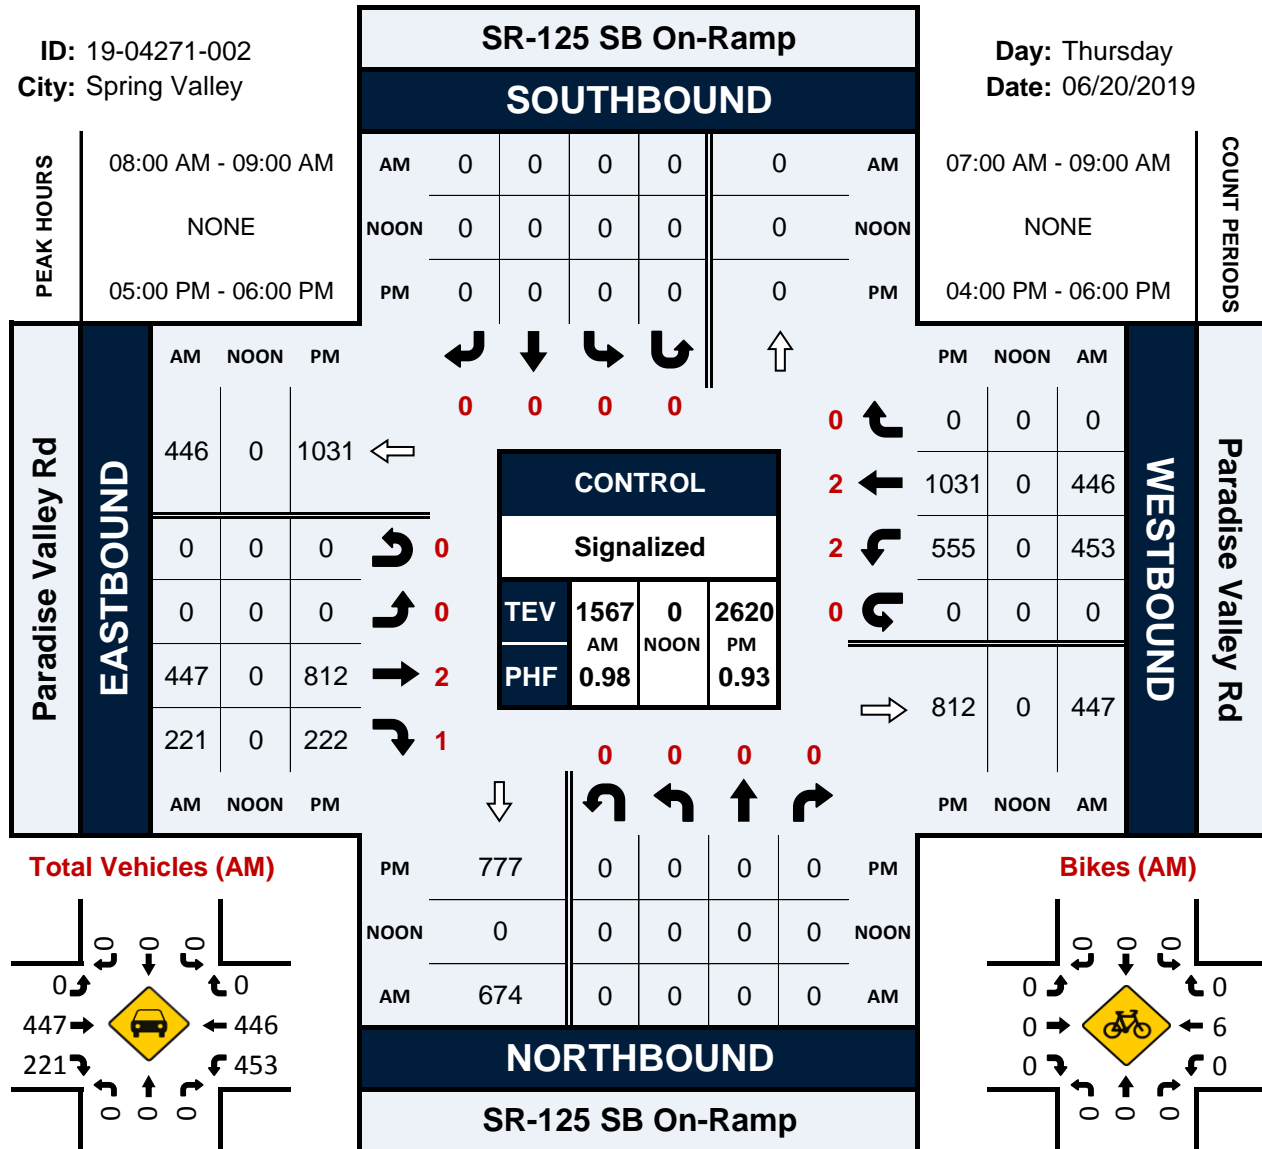 ID: 19-04271-002
City: Spring Valley
SR-125 SB On-Ramp
SOUTHBOUND
Day: Thursday
Date: 06/20/2019
PEAK HOURS
08:00 AM - 09:00 AM
NONE
05:00 PM - 06:00 PM
AM 0 0 0 0 0 AM
NOON 0 0 0 0 0 NOON
PM 0 0 0 0 0 PM
07:00 AM - 09:00 AM
NONE
04:00 PM - 06:00 PM
COUNT PERIODS
0 0 0 0
Paradise Valley Rd
EASTBOUND
AM NOON PM
446 0 1031
0 0 0 0
0 0 0 0
447 0 812 2
221 0 222 1
AM NOON PM
CONTROL
Signalized
TEV 1567 0 2620
AM NOON PM
PHF 0.98 0.93
PM NOON AM
0 0 0 0
2 1031 0 446
2 555 0 453
0 0 0 0
812 0 447
PM NOON AM
WESTBOUND
Paradise Valley Rd
0 0 0 0
PM 777 0 0 0 0 PM
NOON 0 0 0 0 0 NOON
AM 674 0 0 0 0 AM
NORTHBOUND
SR-125 SB On-Ramp
Total Vehicles (AM)
0 0 0
0 0
447 446
221 453
0 0 0
Bikes (AM)
0 0 0
0 0
0 6
0 0
0 0 0